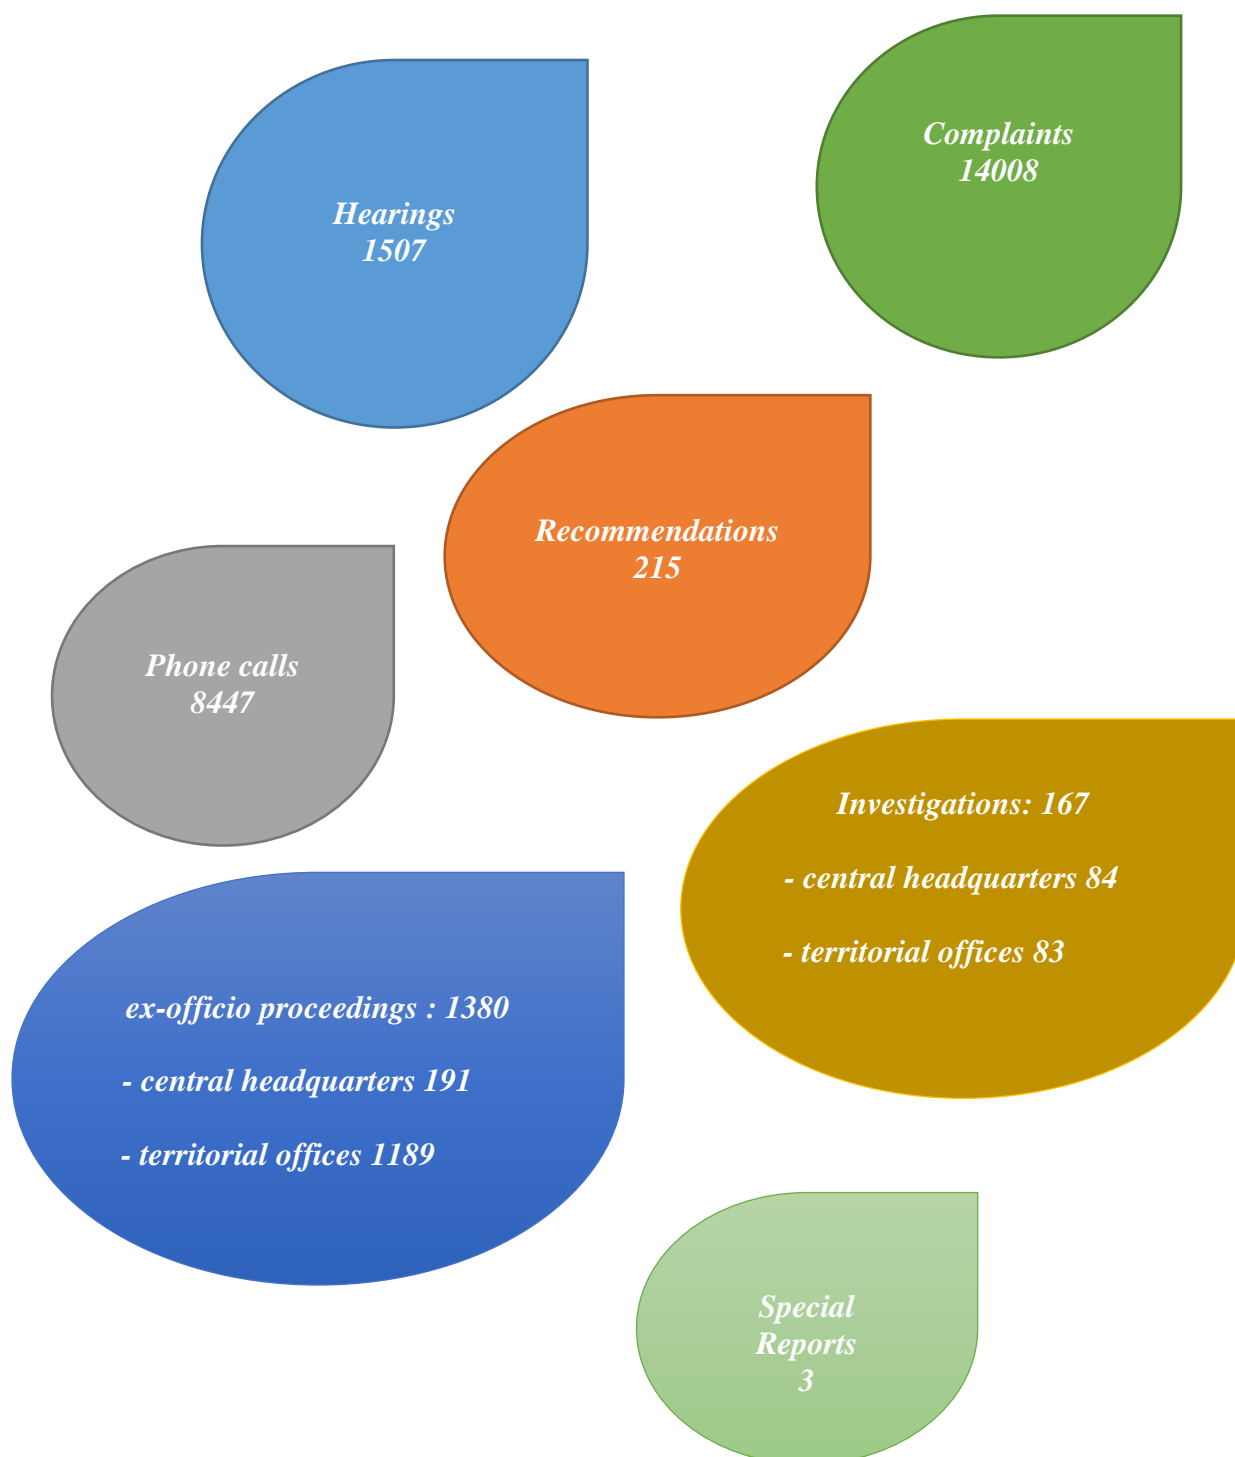 Complaints
14008
Hearings
1507
Recommendations
215
Phone calls
8447
Investigations: 167
- central headquarters 84
- territorial offices 83
ex-officio proceedings : 1380
- central headquarters 191
- territorial offices 1189
Special
Reports
3